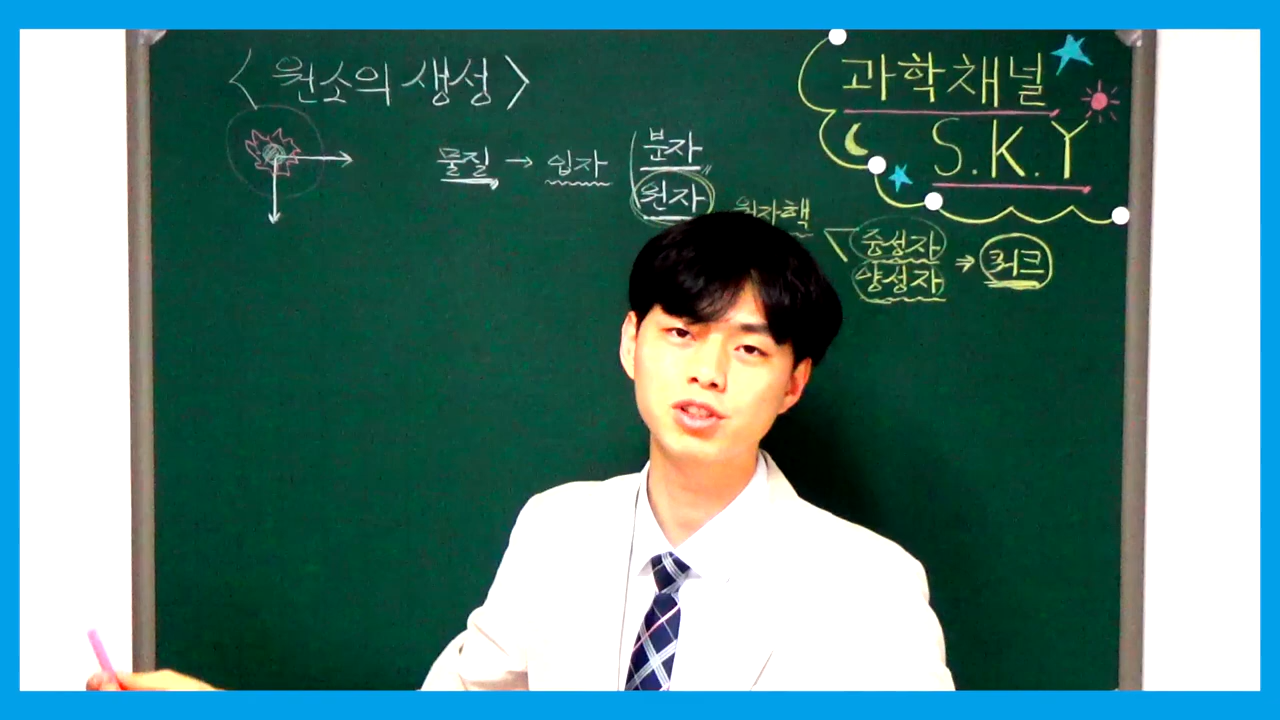 〈 원소의 생성 〉
과학채널
S.K.Y
물질 → 입자
분자
원자
원자핵
중성자
양성자
⇒ 쿼크